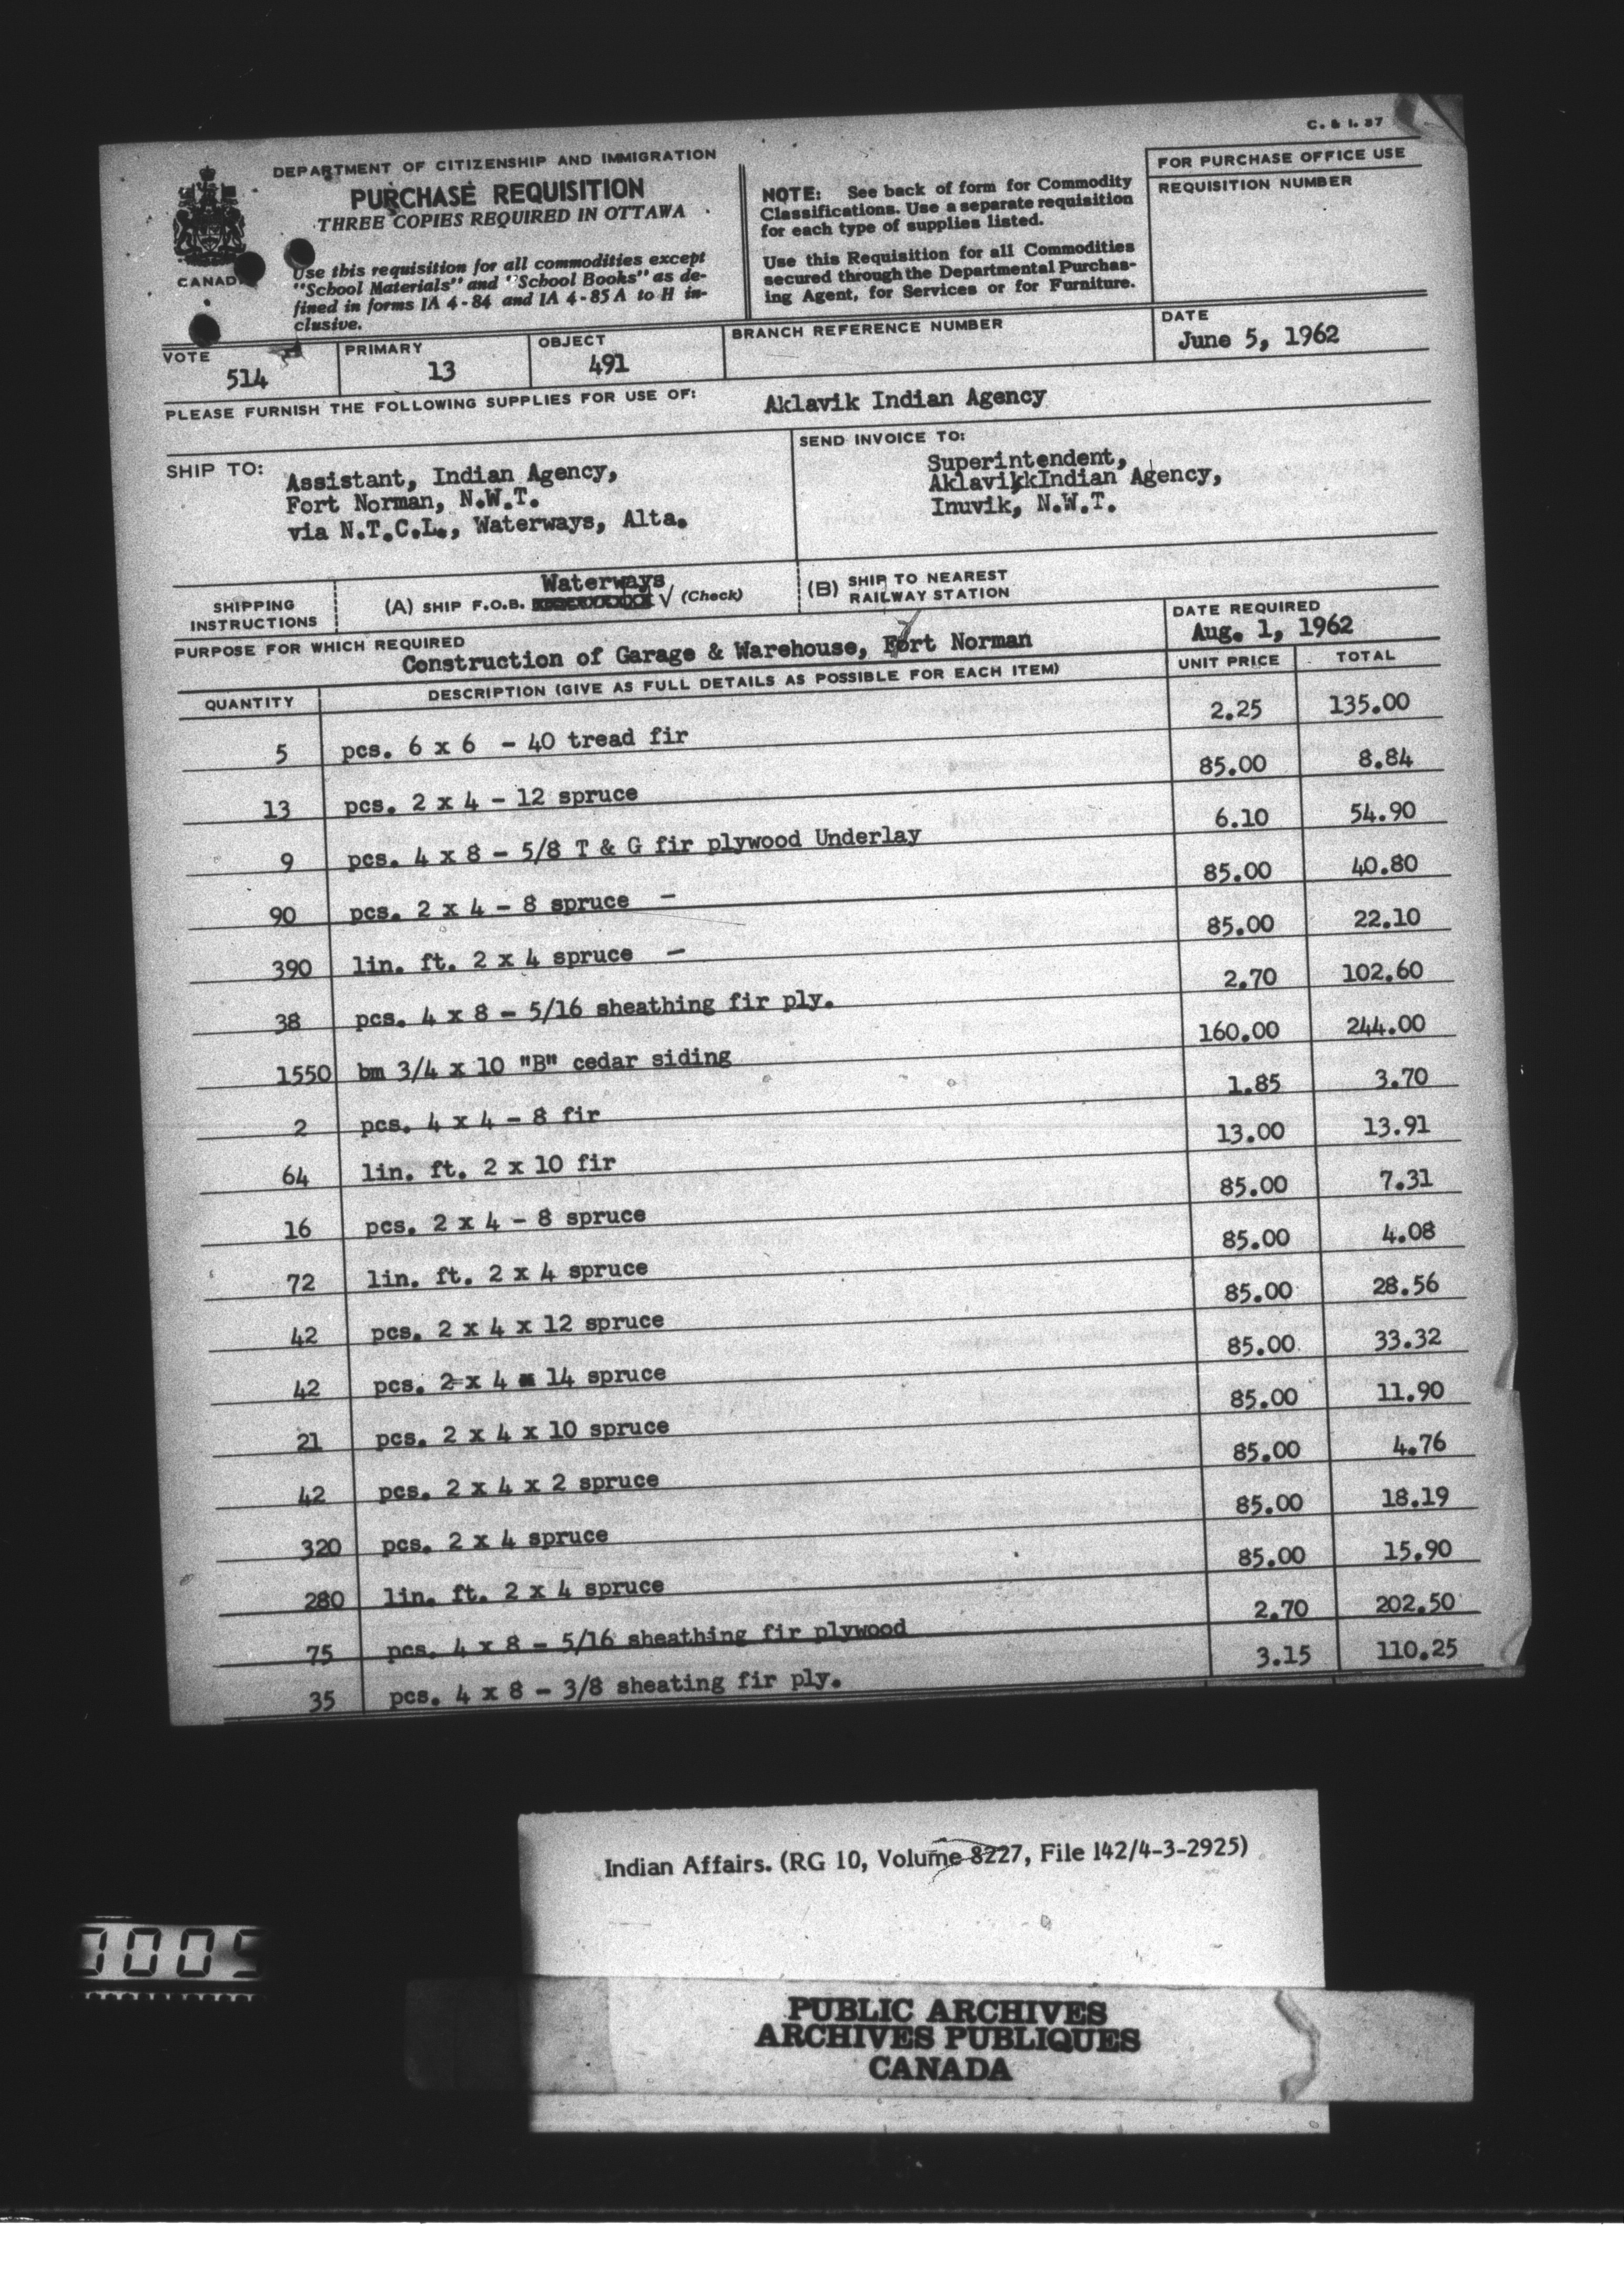 C. & I. 37
DEPARTMENT OF CITIZENSHIP AND IMMIGRATION
PURCHASE REQUISITION
THREE COPIES REQUIRED IN OTTAWA
CANADA
Use this requisition for all commodities except
"School Materials" and "School Books" as de-
fined in forms IA 4-84 and IA 4-85A to H in-
clusive.
NOTE: See back of form for Commodity
Classifications. Use a separate requisition
for each type of supplies listed.
Use this Requisition for all Commodities
secured through the Departmental Purchas-
ing Agent, for Services or for Furniture.
FOR PURCHASE OFFICE USE
REQUISITION NUMBER
VOTE
514
PRIMARY
13
OBJECT
491
BRANCH REFERENCE NUMBER
DATE
June 5, 1962
PLEASE FURNISH THE FOLLOWING SUPPLIES FOR USE OF: Aklavik Indian Agency
SHIP TO: Assistant, Indian Agency,
Fort Norman, N.W.T.
via N.T.C.L., Waterways, Alta.
SEND INVOICE TO:
Superintendent,
AklavikkIndian Agency,
Inuvik, N.W.T.
SHIPPING
INSTRUCTIONS
Waterways
(A) SHIP F.O.B. xxxxxxxxxx √ (Check)
(B) SHIP TO NEAREST
RAILWAY STATION
PURPOSE FOR WHICH REQUIRED
Construction of Garage & Warehouse, Fort Norman
DATE REQUIRED
Aug. 1, 1962
QUANTITY DESCRIPTION (GIVE AS FULL DETAILS AS POSSIBLE FOR EACH ITEM) UNIT PRICE TOTAL
5 pcs. 6 x 6 - 40 tread fir 2.25 135.00
13 pcs. 2 x 4 - 12 spruce 85.00 8.84
9 pcs. 4 x 8 - 5/8 T & G fir plywood Underlay 6.10 54.90
90 pcs. 2 x 4 - 8 spruce - 85.00 40.80
390 lin. ft. 2 x 4 spruce - 85.00 22.10
38 pcs. 4 x 8 - 5/16 sheathing fir ply. 2.70 102.60
1550 bm 3/4 x 10 "B" cedar siding 160.00 244.00
2 pcs. 4 x 4 - 8 fir 1.85 3.70
64 lin. ft. 2 x 10 fir 13.00 13.91
16 pcs. 2 x 4 - 8 spruce 85.00 7.31
72 lin. ft. 2 x 4 spruce 85.00 4.08
42 pcs. 2 x 4 x 12 spruce 85.00 28.56
42 pcs. 2 x 4 x 14 spruce 85.00 33.32
21 pcs. 2 x 4 x 10 spruce 85.00 11.90
42 pcs. 2 x 4 x 2 spruce 85.00 4.76
320 pcs. 2 x 4 spruce 85.00 18.19
280 lin. ft. 2 x 4 spruce 85.00 15.90
75 pcs. 4 x 8 - 5/16 sheathing fir plywood 2.70 202.50
35 pcs. 4 x 8 - 3/8 sheating fir ply. 3.15 110.25
Indian Affairs. (RG 10, Volume 8227, File 142/4-3-2925)
0005
PUBLIC ARCHIVES
ARCHIVES PUBLIQUES
CANADA